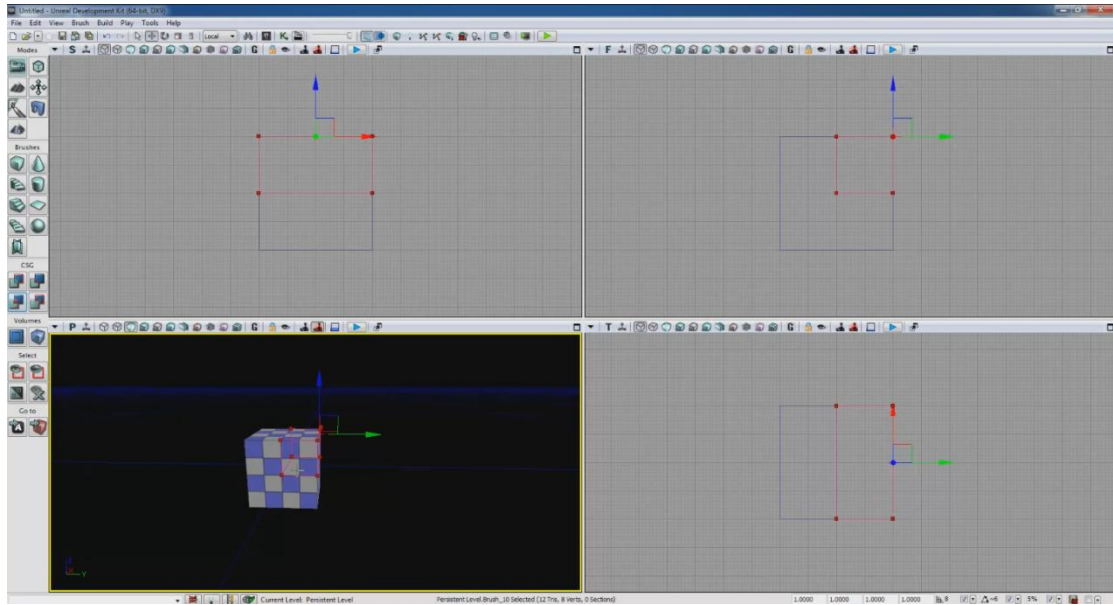 Untitled - Unreal Development Kit (64-bit, DX9)
File Edit View Brush Build Play Tools Help
Modes
Local
S G
F G
Brushes
CSG
Volumes
P G
T G
Select
Go to
Y
Current Level: Persistent Level
Persistent Level.Brush_10 Selected (12 Tris, 8 Verts, 0 Sections)
1.0000 1.0000 1.0000 1.0000 8 ~6 5%